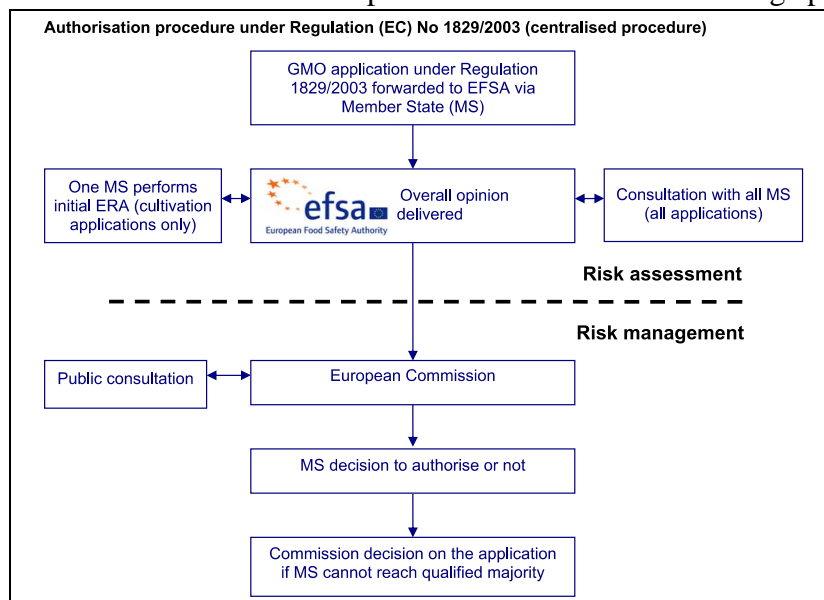 Authorisation procedure under Regulation (EC) No 1829/2003 (centralised procedure)
GMO application under Regulation
1829/2003 forwarded to EFSA via
Member State (MS)
One MS performs
initial ERA (cultivation
applications only)
efsa
European Food Safety Authority
Overall opinion
delivered
Consultation with all MS
(all applications)
Risk assessment
Risk management
Public consultation
European Commission
MS decision to authorise or not
Commission decision on the application
if MS cannot reach qualified majority